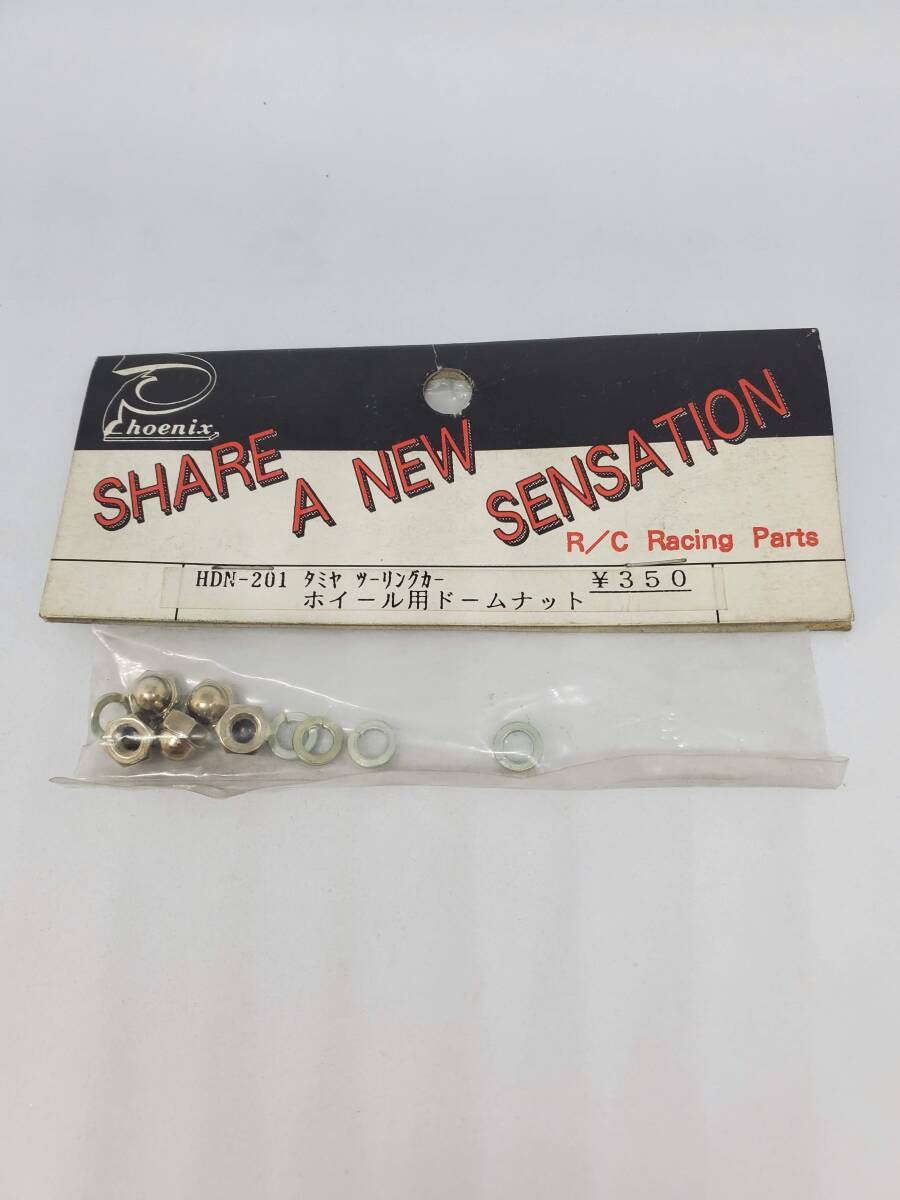 Phoenix
SHARE A NEW SENSATION
R/C Racing Parts
HDN-201 タミヤ ツーリングカー ¥350
ホイール用ドームナット